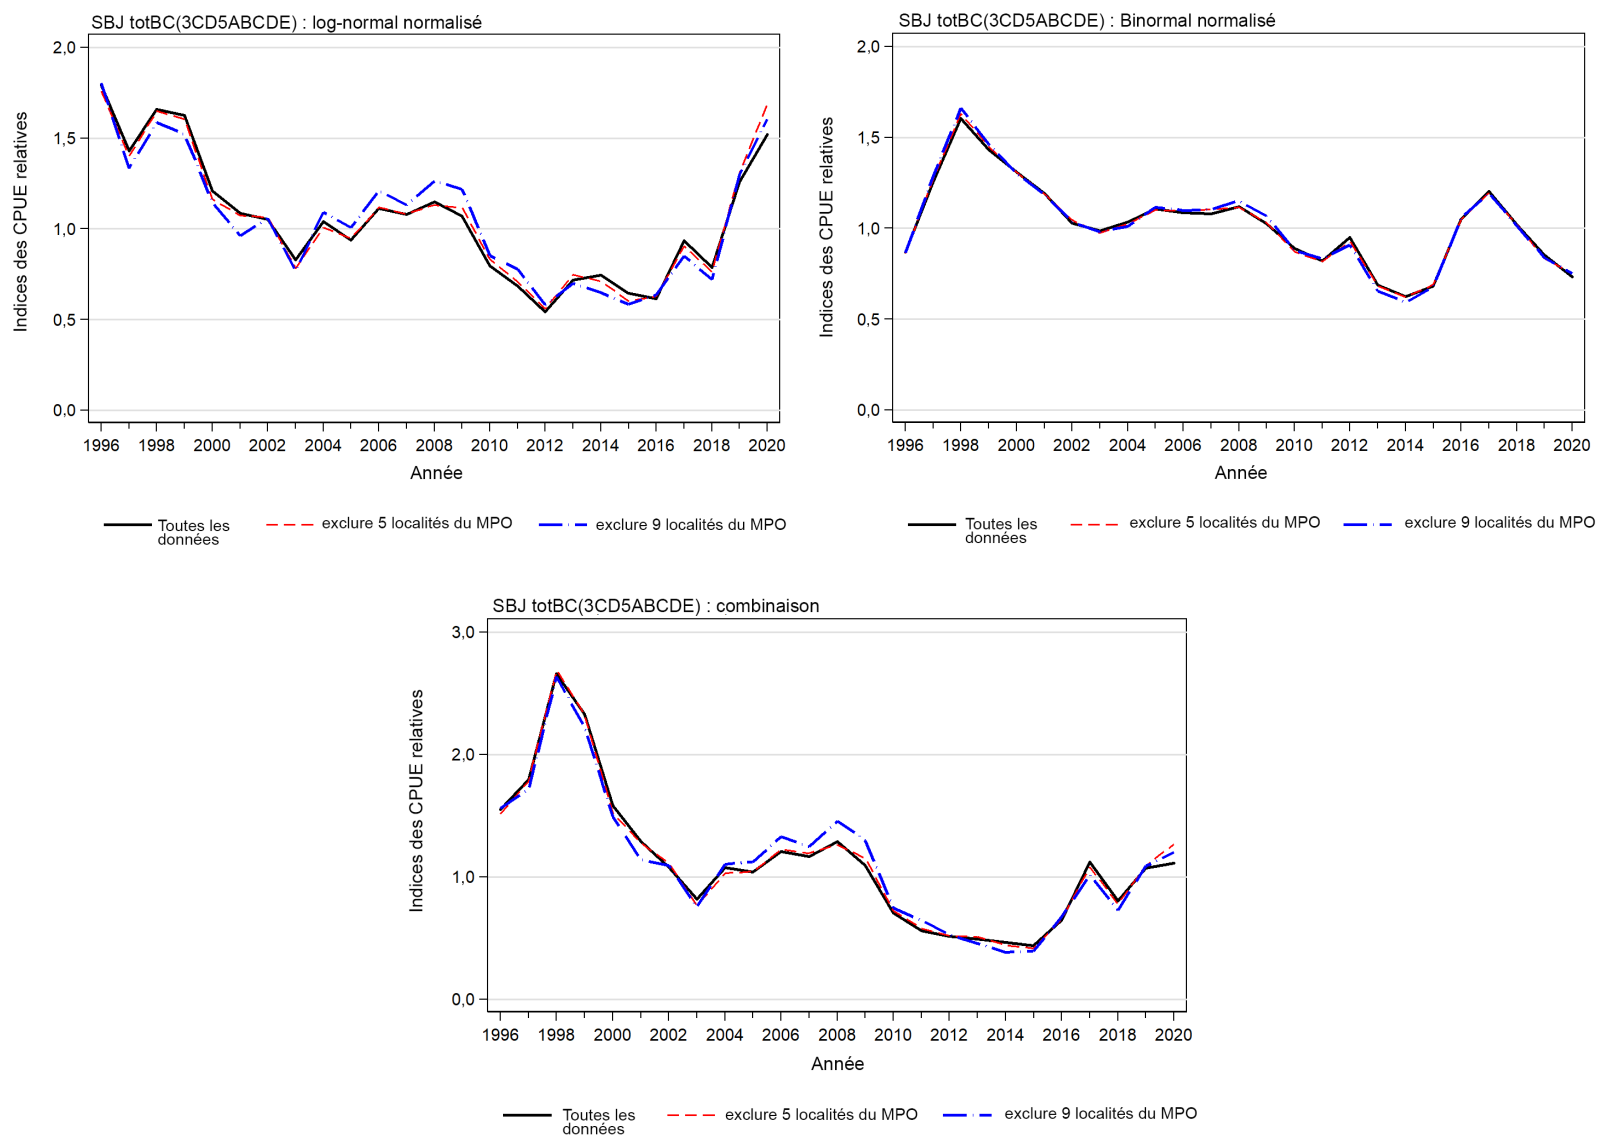 SBJ totBC(3CD5ABCDE) : log-normal normalisé
2,0
1,5
1,0
0,5
0,0
Indices des CPUE relatives
1996 1998 2000 2002 2004 2006 2008 2010 2012 2014 2016 2018 2020
Année
Toutes les
données
exclure 5 localités du MPO
exclure 9 localités du MPO
SBJ totBC(3CD5ABCDE) : Binormal normalisé
2,0
1,5
1,0
0,5
0,0
Indices des CPUE relatives
1996 1998 2000 2002 2004 2006 2008 2010 2012 2014 2016 2018 2020
Année
Toutes les
données
exclure 5 localités du MPO
exclure 9 localités du MPO
SBJ totBC(3CD5ABCDE) : combinaison
3,0
2,0
1,0
0,0
Indices des CPUE relatives
1996 1998 2000 2002 2004 2006 2008 2010 2012 2014 2016 2018 2020
Année
Toutes les
données
exclure 5 localités du MPO
exclure 9 localités du MPO